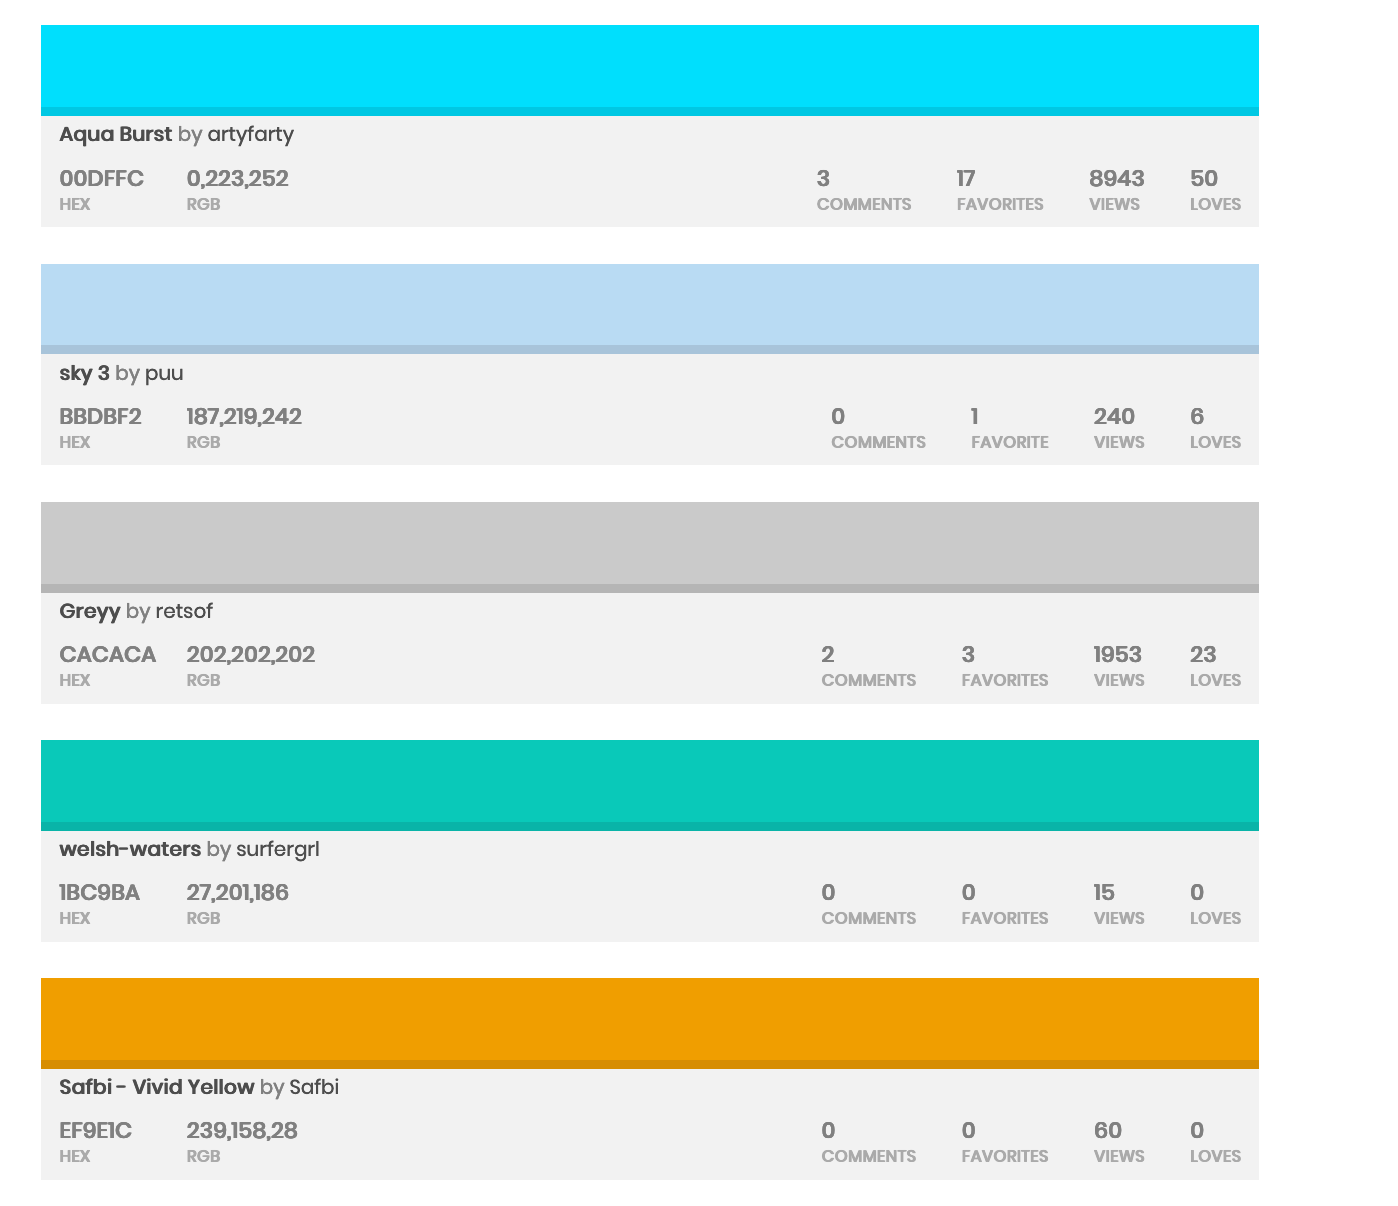 Aqua Burst by artyfarty
00DFFC 0,223,252 3 17 8943 50
HEX RGB COMMENTS FAVORITES VIEWS LOVES
sky 3 by puu
BBDBF2 187,219,242 0 1 240 6
HEX RGB COMMENTS FAVORITE VIEWS LOVES
Greyy by retsof
CACACA 202,202,202 2 3 1953 23
HEX RGB COMMENTS FAVORITES VIEWS LOVES
welsh-waters by surfergrl
1BC9BA 27,201,186 0 0 15 0
HEX RGB COMMENTS FAVORITES VIEWS LOVES
Safbi - Vivid Yellow by Safbi
EF9E1C 239,158,28 0 0 60 0
HEX RGB COMMENTS FAVORITES VIEWS LOVES